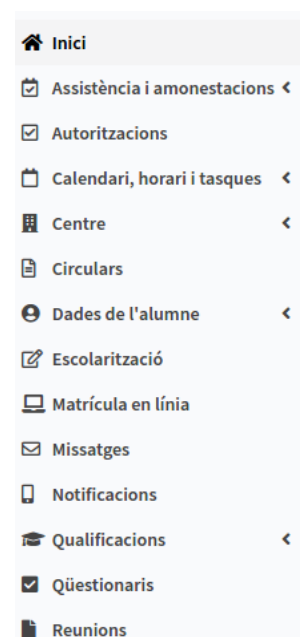 Inici
Assistència i amonestacions
Autoritzacions
Calendari, horari i tasques
Centre
Circulars
Dades de l'alumne
Escolarització
Matrícula en línia
Missatges
Notificacions
Qualificacions
Qüestionaris
Reunions